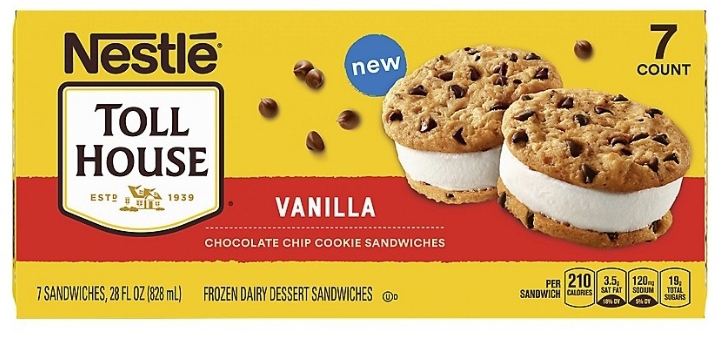 Nestlé
new
7
COUNT
TOLL
HOUSE
ESTD 1939
VANILLA
CHOCOLATE CHIP COOKIE SANDWICHES
7 SANDWICHES, 28 FL OZ (828 mL) FROZEN DAIRY DESSERT SANDWICHES Ⓤ D
PER SANDWICH
210 CALORIES
3.5g SAT FAT 18% DV
120mg SODIUM 5% DV
19g TOTAL SUGARS